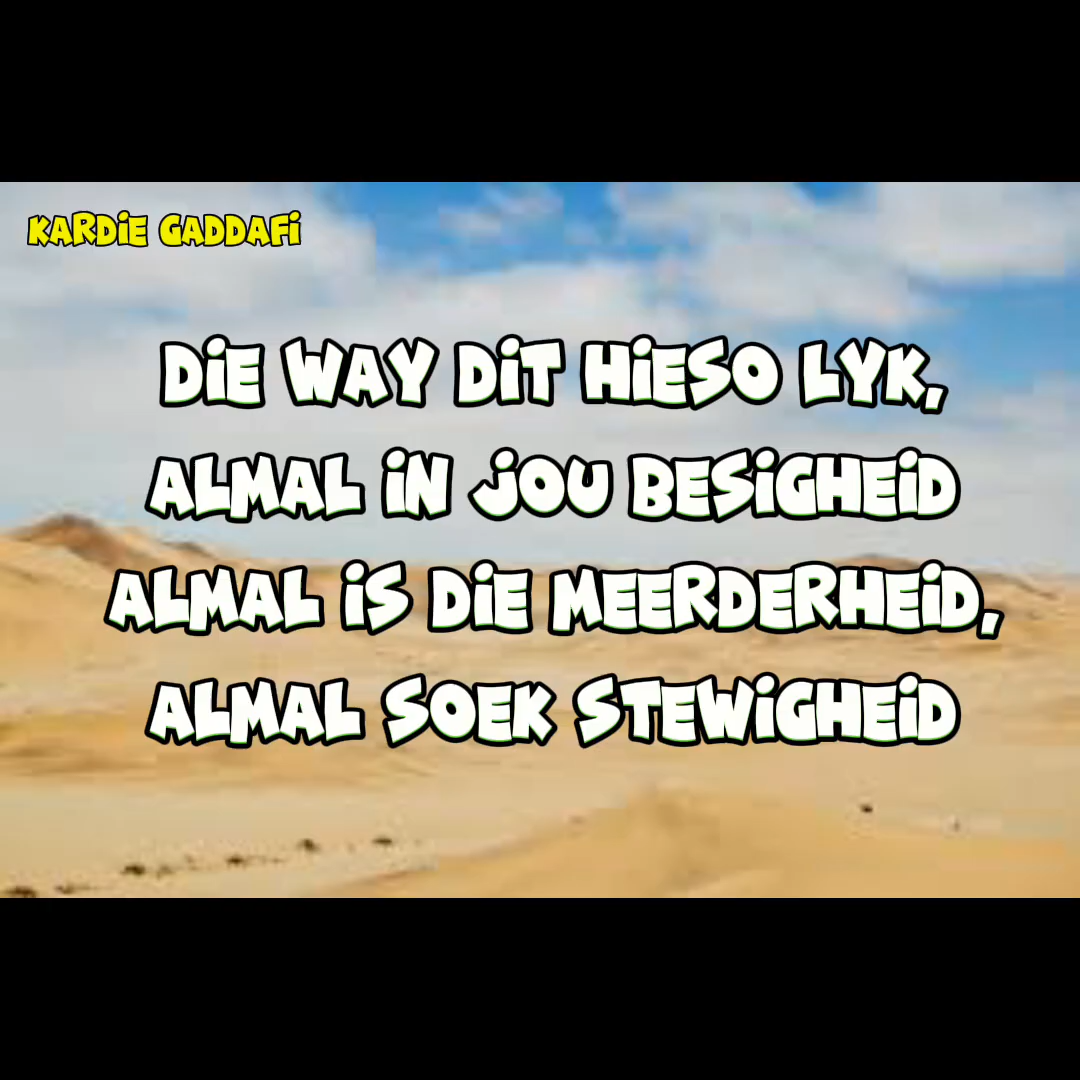 KARDIE GADDAFI
DIE WAY DIT HIESO LYK,
ALMAL IN JOU BESIGHEID
ALMAL IS DIE MEERDERHEID,
ALMAL SOEK STEWIGHEID